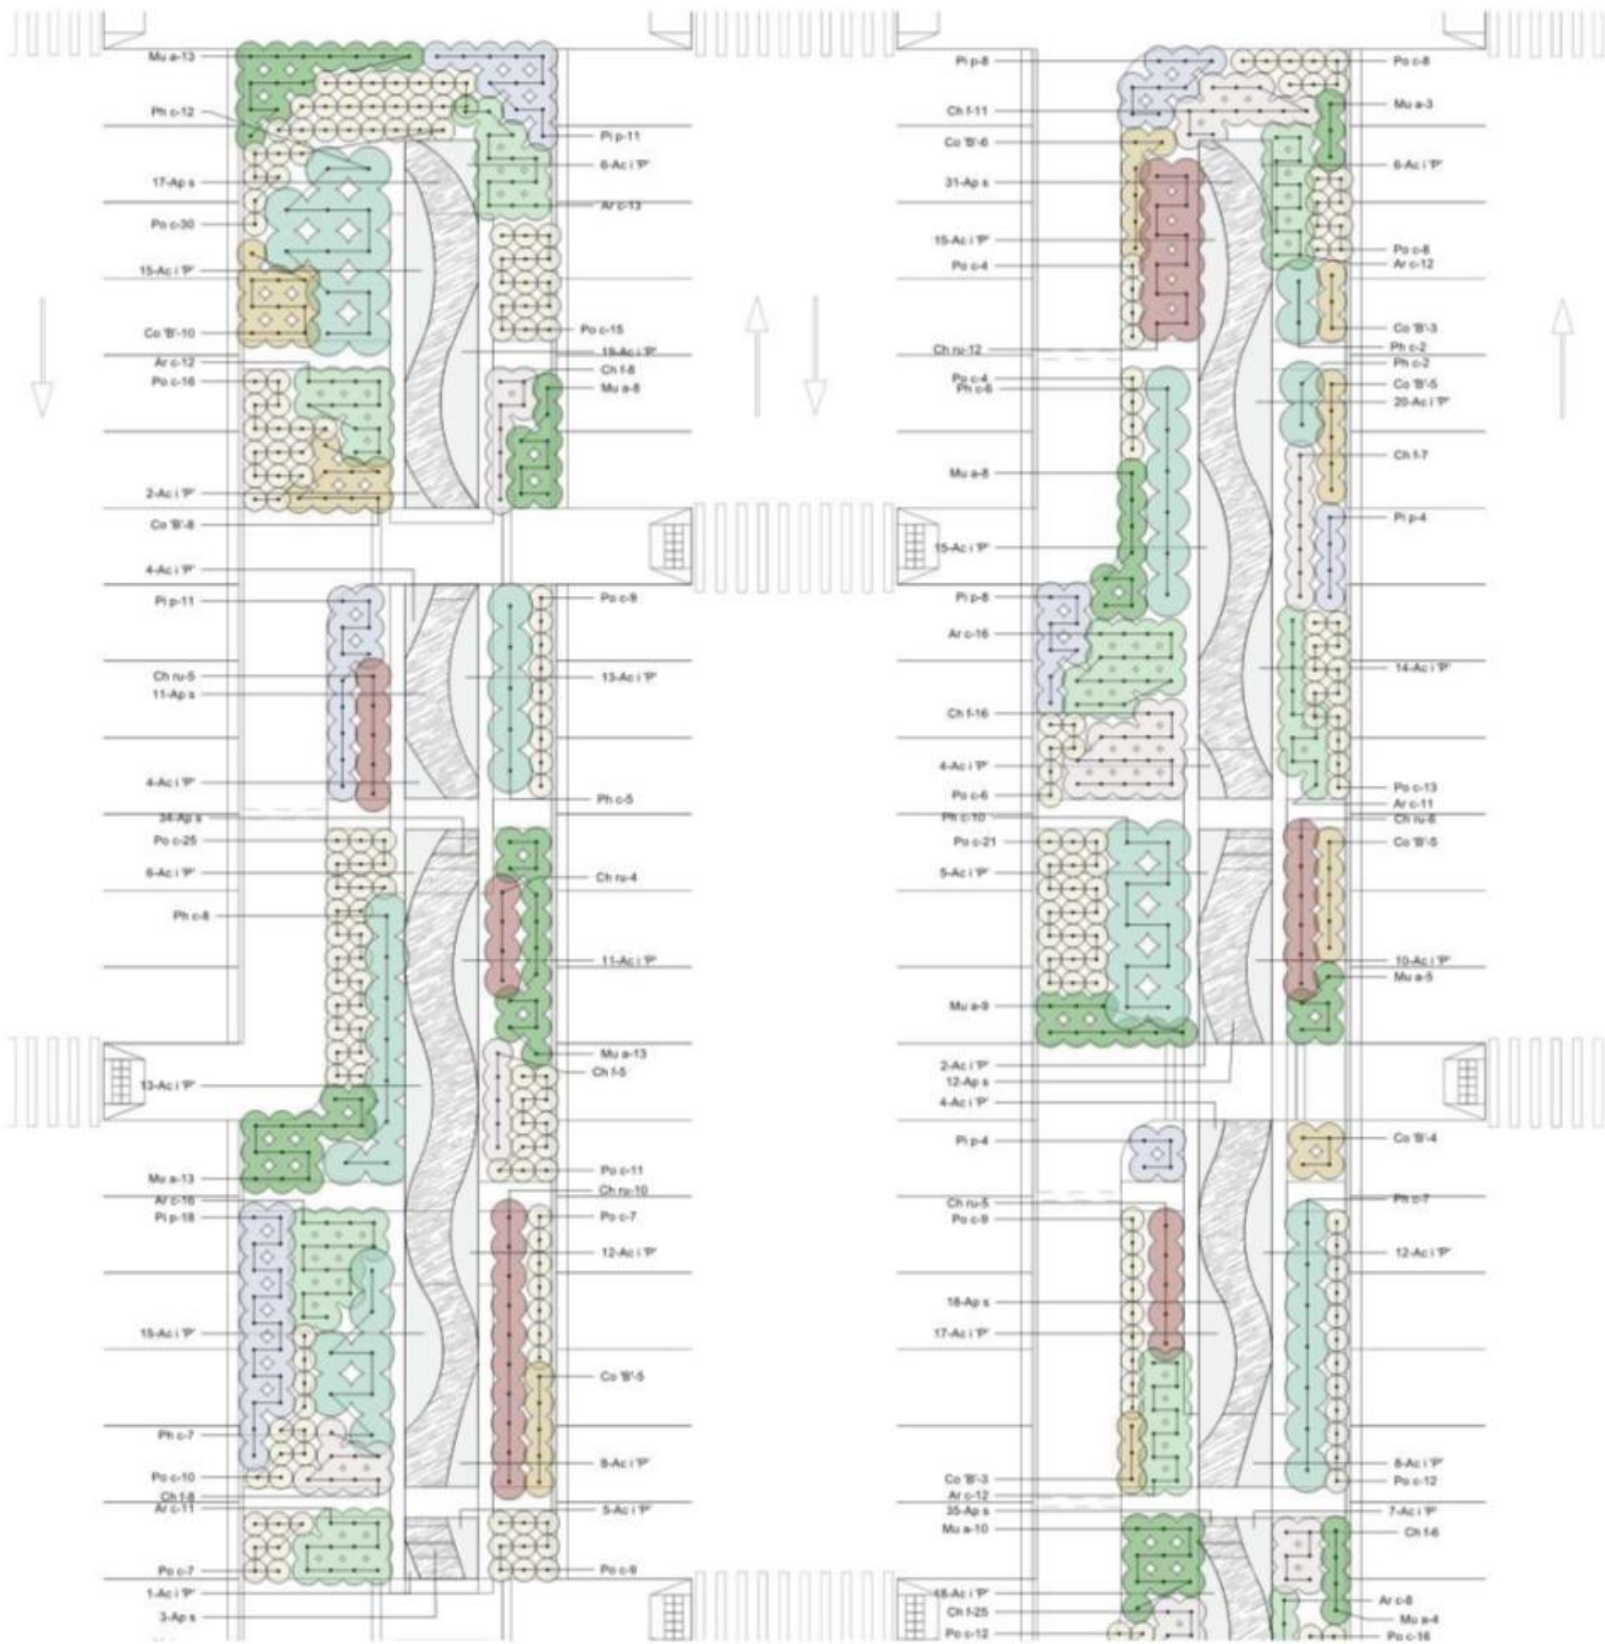 Mu a-13
Ph c-12
17-Ap s
Po c-30
15-Ac i 'P'
Co 'B'-10
Ar c-12
Po c-16
2-Ac i 'P'
Co 'B'-8
4-Ac i 'P'
Pi p-11
Ch ru-5
11-Ap s
4-Ac i 'P'
34-Ap s
Po c-25
6-Ac i 'P'
Ph c-8
13-Ac i 'P'
Mu a-13
Ar c-16
Pi p-18
15-Ac i 'P'
Ph c-7
Po c-10
Ch f-8
Ar c-11
Po c-7
1-Ac i 'P'
3-Ap s
Pi p-11
6-Ac i 'P'
Ar c-13
Po c-15
19-Ac i 'P'
Ch f-8
Mu a-8
Po c-9
13-Ac i 'P'
Ph c-5
Ch ru-4
11-Ac i 'P'
Mu a-13
Ch f-5
Po c-11
Ch ru-10
Po c-7
12-Ac i 'P'
Co 'B'-5
8-Ac i 'P'
5-Ac i 'P'
Po c-9
Pi p-8
Ch f-11
Co 'B'-6
31-Ap s
15-Ac i 'P'
Po c-4
Ch ru-12
Po c-4
Ph c-6
Mu a-8
15-Ac i 'P'
Pi p-8
Ar c-16
Ch f-16
4-Ac i 'P'
Po c-6
Ph c-10
Po c-21
5-Ac i 'P'
Mu a-9
2-Ac i 'P'
12-Ap s
4-Ac i 'P'
Pi p-4
Ch ru-5
Po c-9
18-Ap s
17-Ac i 'P'
Co 'B'-3
Ar c-12
35-Ap s
Mu a-10
18-Ac i 'P'
Ch f-25
Po c-12
Po c-8
Mu a-3
6-Ac i 'P'
Po c-8
Ar c-12
Co 'B'-3
Ph c-2
Ph c-2
Co 'B'-5
20-Ac i 'P'
Ch f-7
Pi p-4
14-Ac i 'P'
Po c-13
Ar c-11
Ch ru-6
Co 'B'-5
10-Ac i 'P'
Mu a-5
Co 'B'-4
Ph c-7
12-Ac i 'P'
8-Ac i 'P'
Po c-12
7-Ac i 'P'
Ch f-6
Ar c-8
Mu a-4
Po c-16